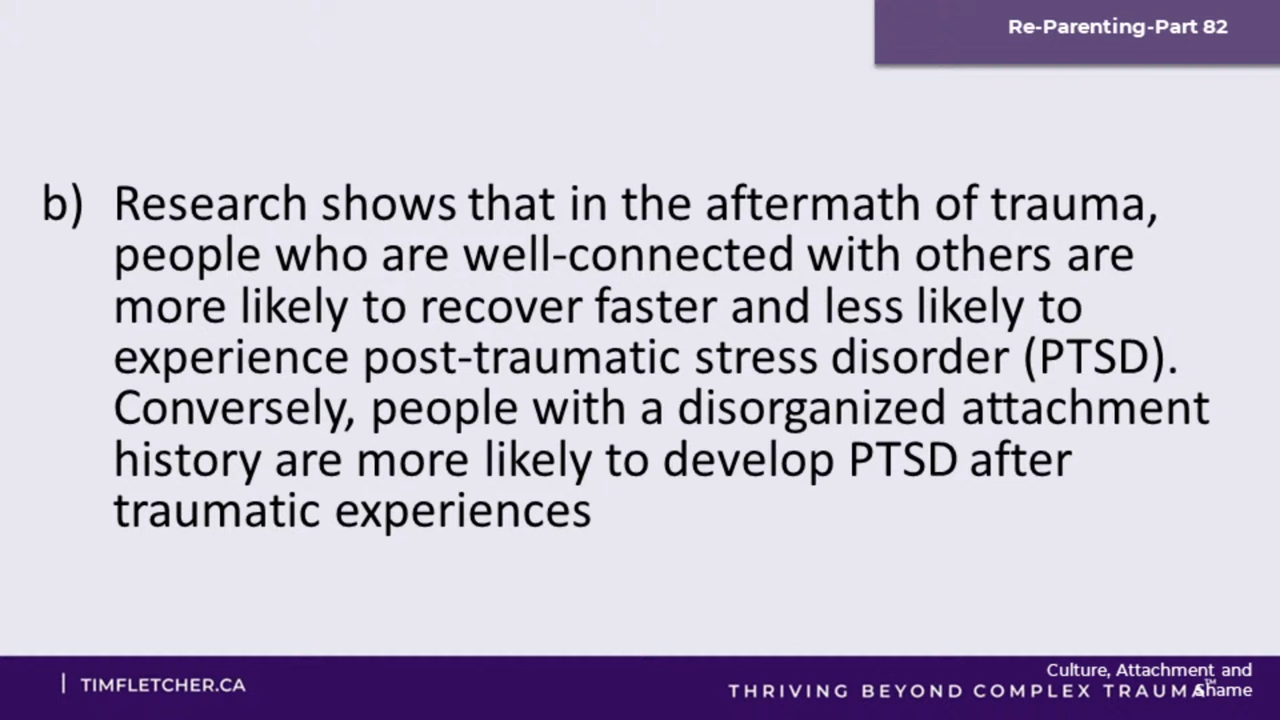 Re-Parenting-Part 82
b) Research shows that in the aftermath of trauma,
people who are well-connected with others are
more likely to recover faster and less likely to
experience post-traumatic stress disorder (PTSD).
Conversely, people with a disorganized attachment
history are more likely to develop PTSD after
traumatic experiences
| TIMFLETCHER.CA
Culture, Attachment and
Shame
THRIVING BEYOND COMPLEX TRAUMA™